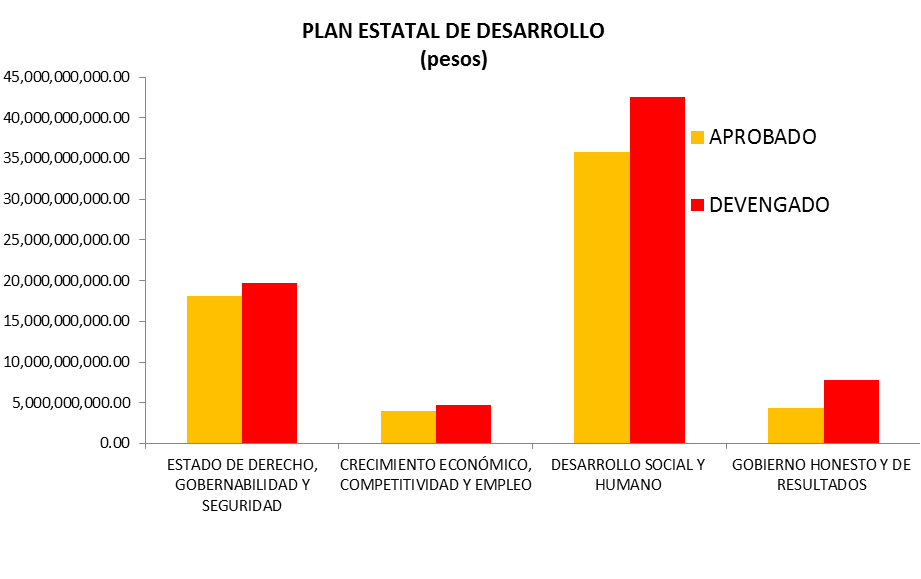 PLAN ESTATAL DE DESARROLLO
(pesos)
45,000,000,000.00
40,000,000,000.00
35,000,000,000.00
30,000,000,000.00
25,000,000,000.00
20,000,000,000.00
15,000,000,000.00
10,000,000,000.00
5,000,000,000.00
0.00
APROBADO
DEVENGADO
ESTADO DE DERECHO,
GOBERNABILIDAD Y
SEGURIDAD
CRECIMIENTO ECONÓMICO,
COMPETITIVIDAD Y EMPLEO
DESARROLLO SOCIAL Y
HUMANO
GOBIERNO HONESTO Y DE
RESULTADOS